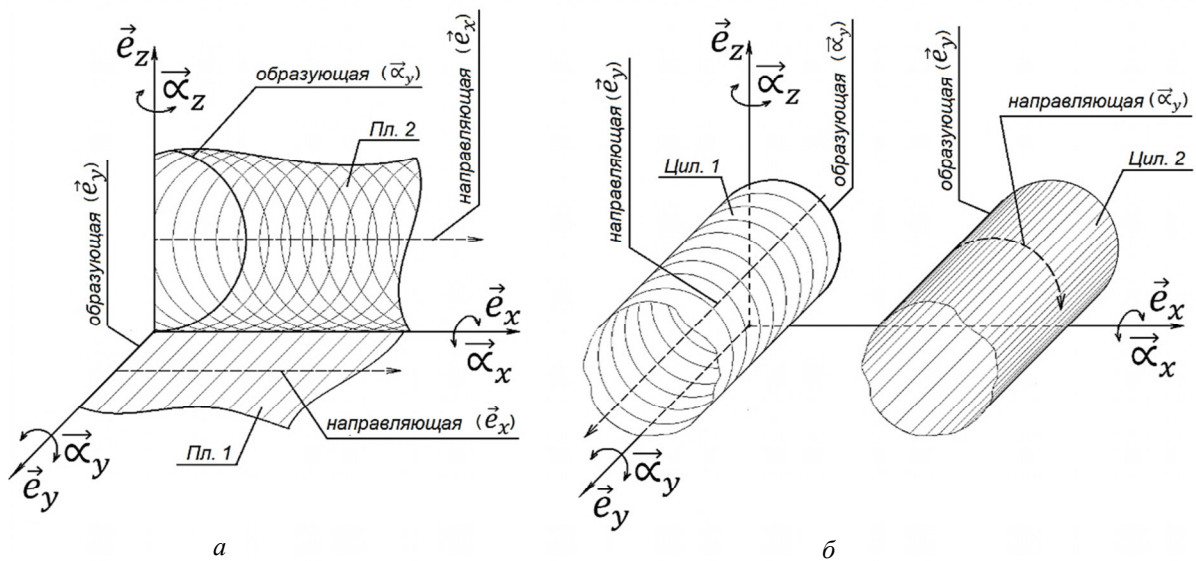 e⃗z
α⃗z
образующая (α⃗y)
направляющая (e⃗x)
Пл. 2
образующая (e⃗y)
e⃗x
α⃗x
направляющая (e⃗x)
Пл. 1
α⃗y
e⃗y
а
e⃗z
α⃗z
направляющая (e⃗y)
образующая (α⃗y)
Цил. 1
образующая (e⃗y)
направляющая (α⃗y)
Цил. 2
e⃗x
α⃗x
α⃗y
e⃗y
б